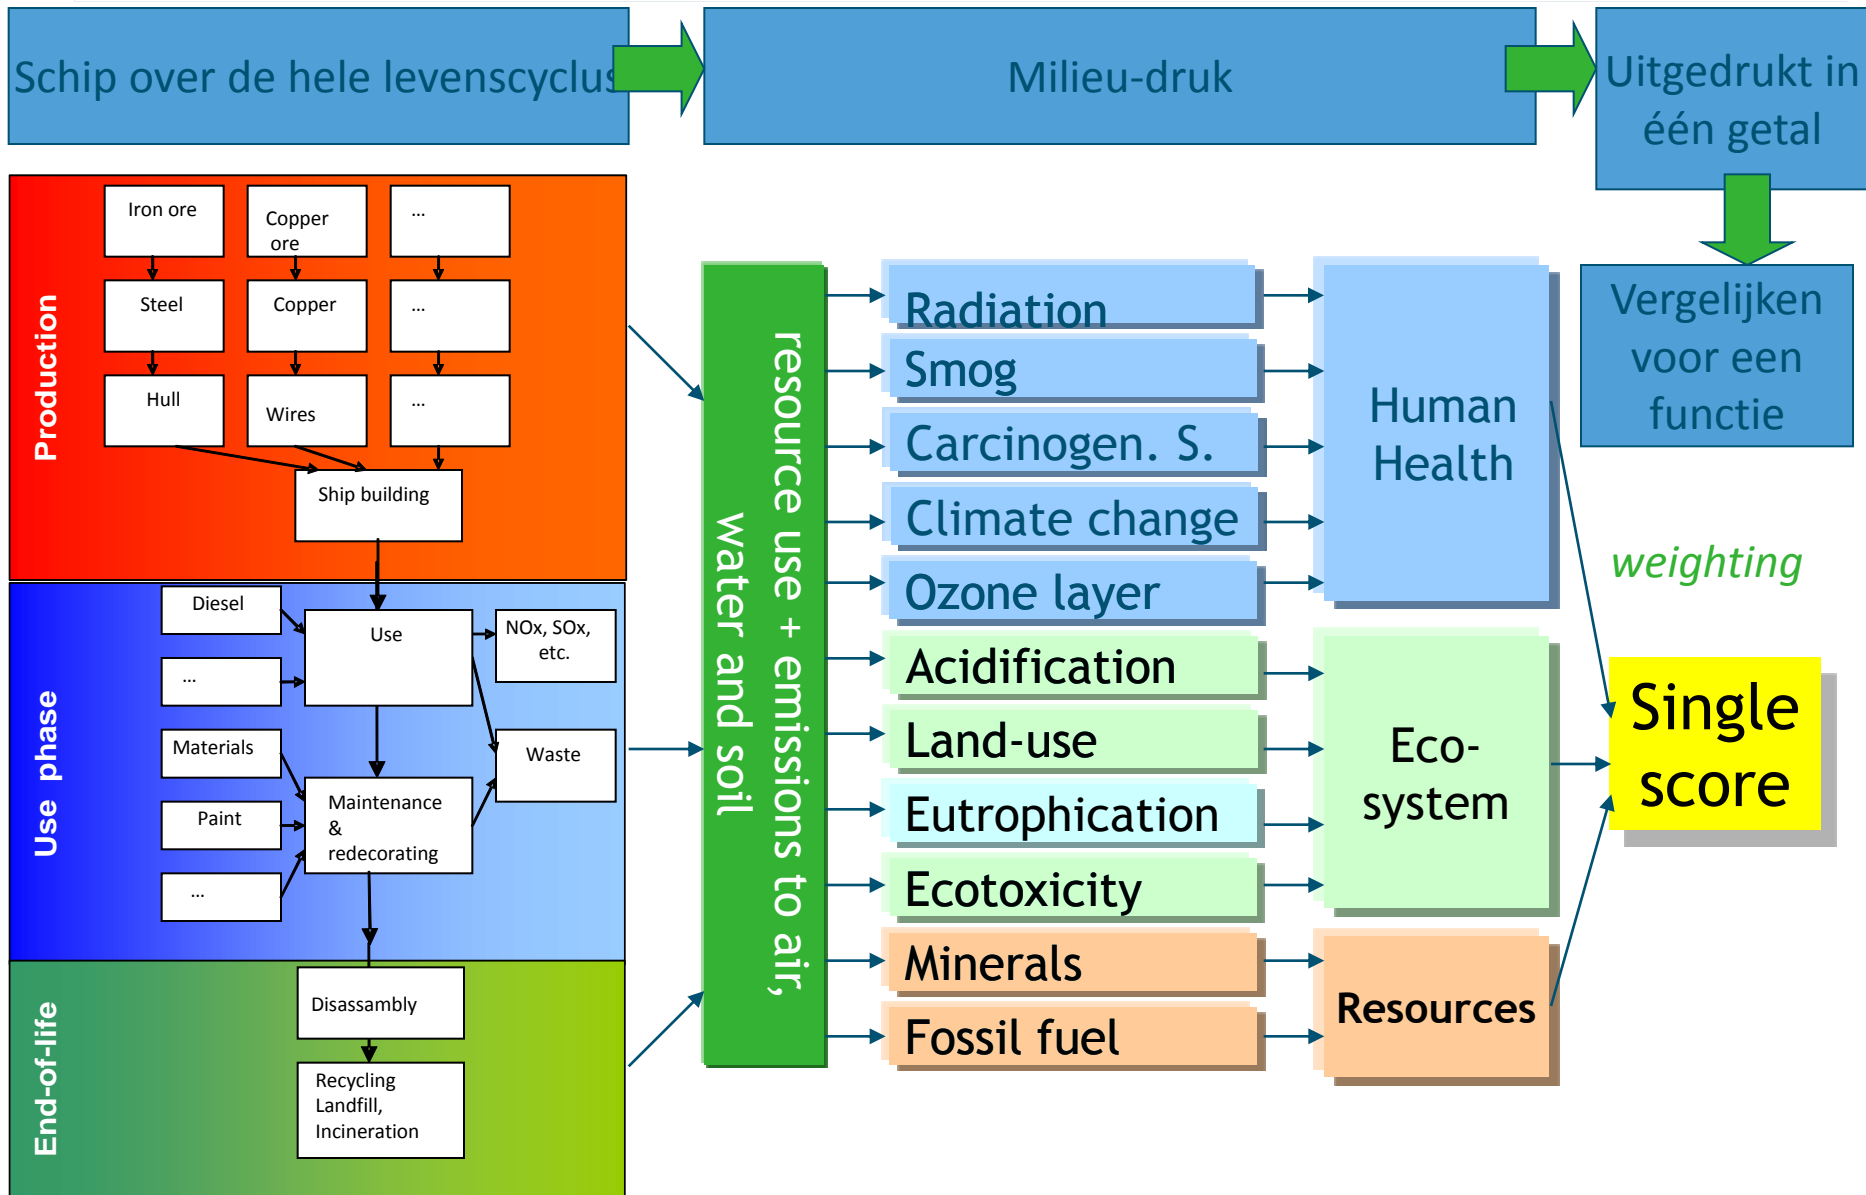 Schip over de hele levenscyclus
Milieu-druk
Uitgedrukt in
één getal
Vergelijken
voor een
functie
Production
Iron ore
Copper
ore
...
Steel
Copper
...
Hull
Wires
...
Ship building
Use phase
Diesel
...
Use
NOx, SOx,
etc.
Materials
Paint
...
Maintenance
&
redecorating
Waste
End-of-life
Disassambly
Recycling
Landfill,
Incineration
resource use + emissions to air,
water and soil
Radiation
Smog
Carcinogen. S.
Climate change
Ozone layer
Acidification
Land-use
Eutrophication
Ecotoxicity
Minerals
Fossil fuel
Human
Health
Eco-
system
Resources
weighting
Single
score